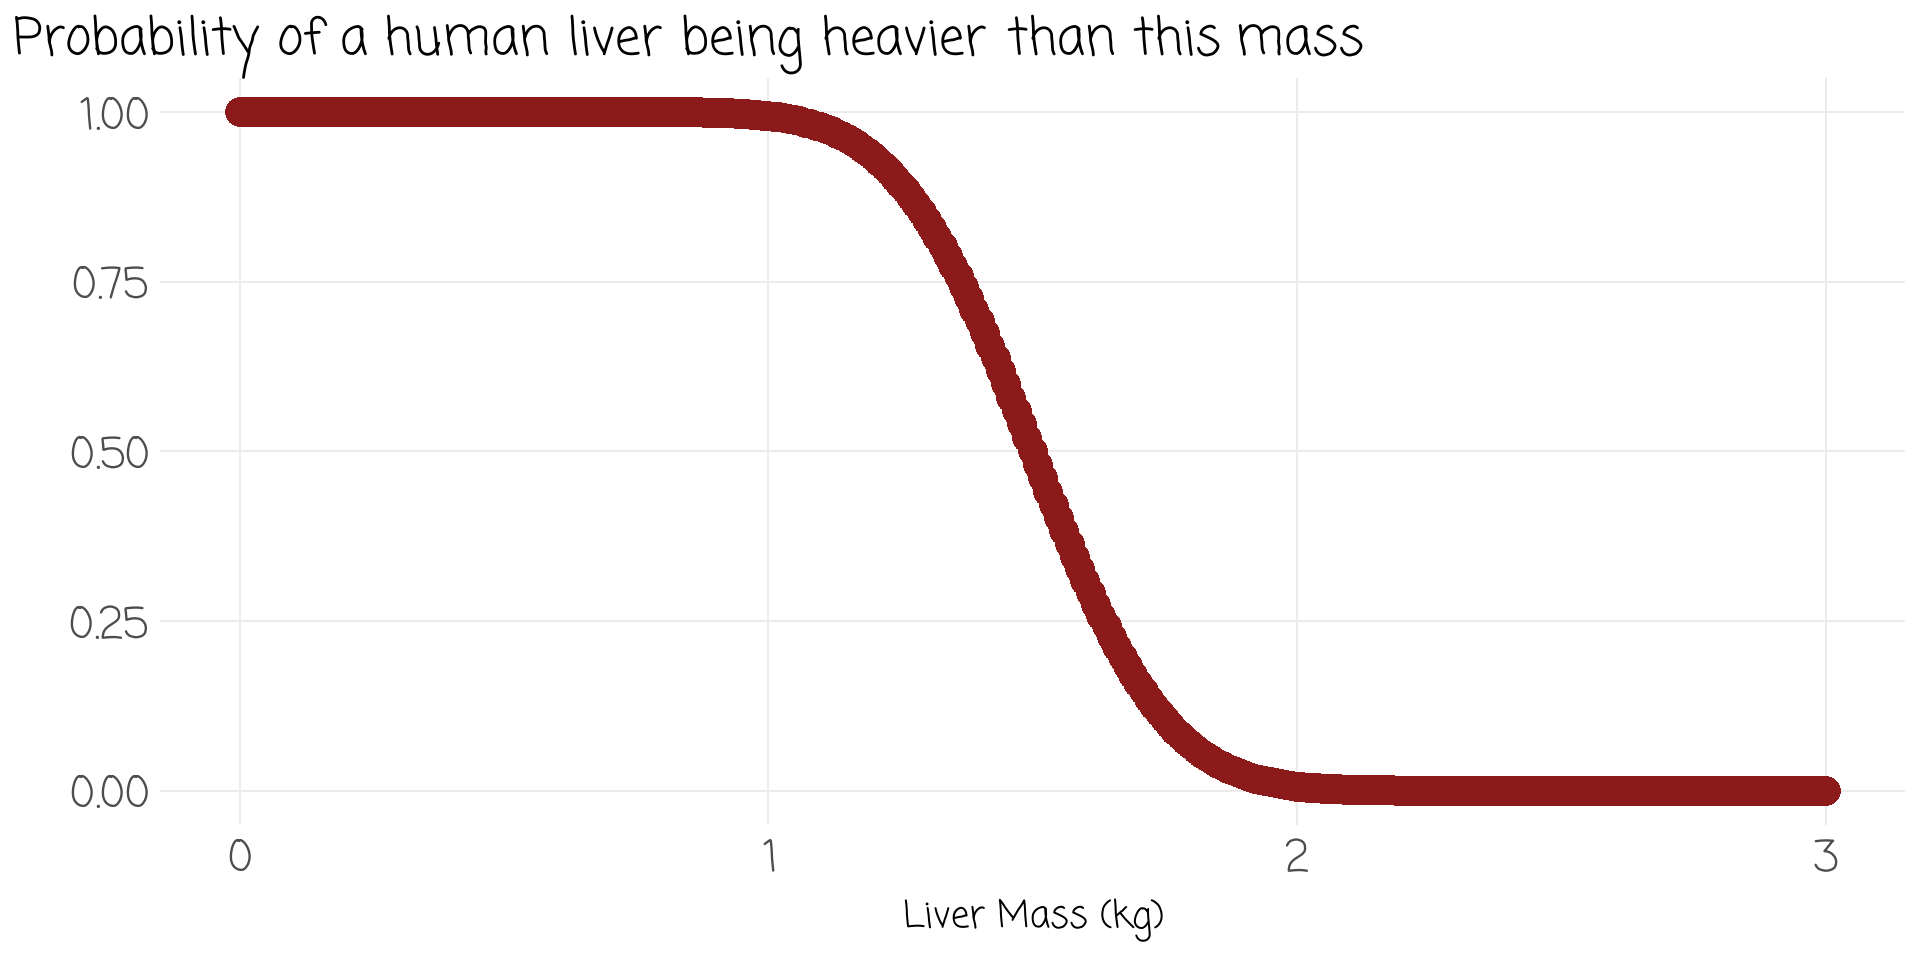 Probability of a human liver being heavier than this mass
1.00
0.75
0.50
0.25
0.00
0 1 2 3
Liver Mass (kg)